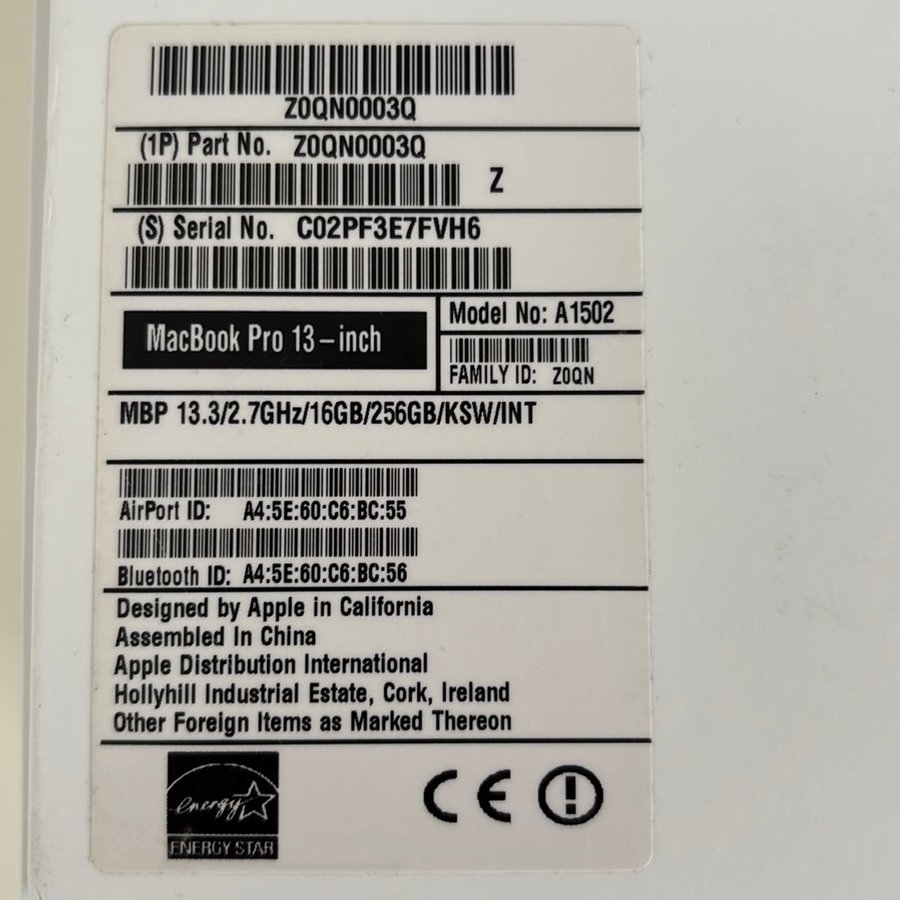 Z0QN0003Q
(1P) Part No. Z0QN0003Q
Z
(S) Serial No. C02PF3E7FVH6
MacBook Pro 13-inch
Model No: A1502
FAMILY ID: Z0QN
MBP 13.3/2.7GHz/16GB/256GB/KSW/INT
AirPort ID: A4:5E:60:C6:BC:55
Bluetooth ID: A4:5E:60:C6:BC:56
Designed by Apple in California
Assembled In China
Apple Distribution International
Hollyhill Industrial Estate, Cork, Ireland
Other Foreign Items as Marked Thereon
energy
ENERGY STAR
CE